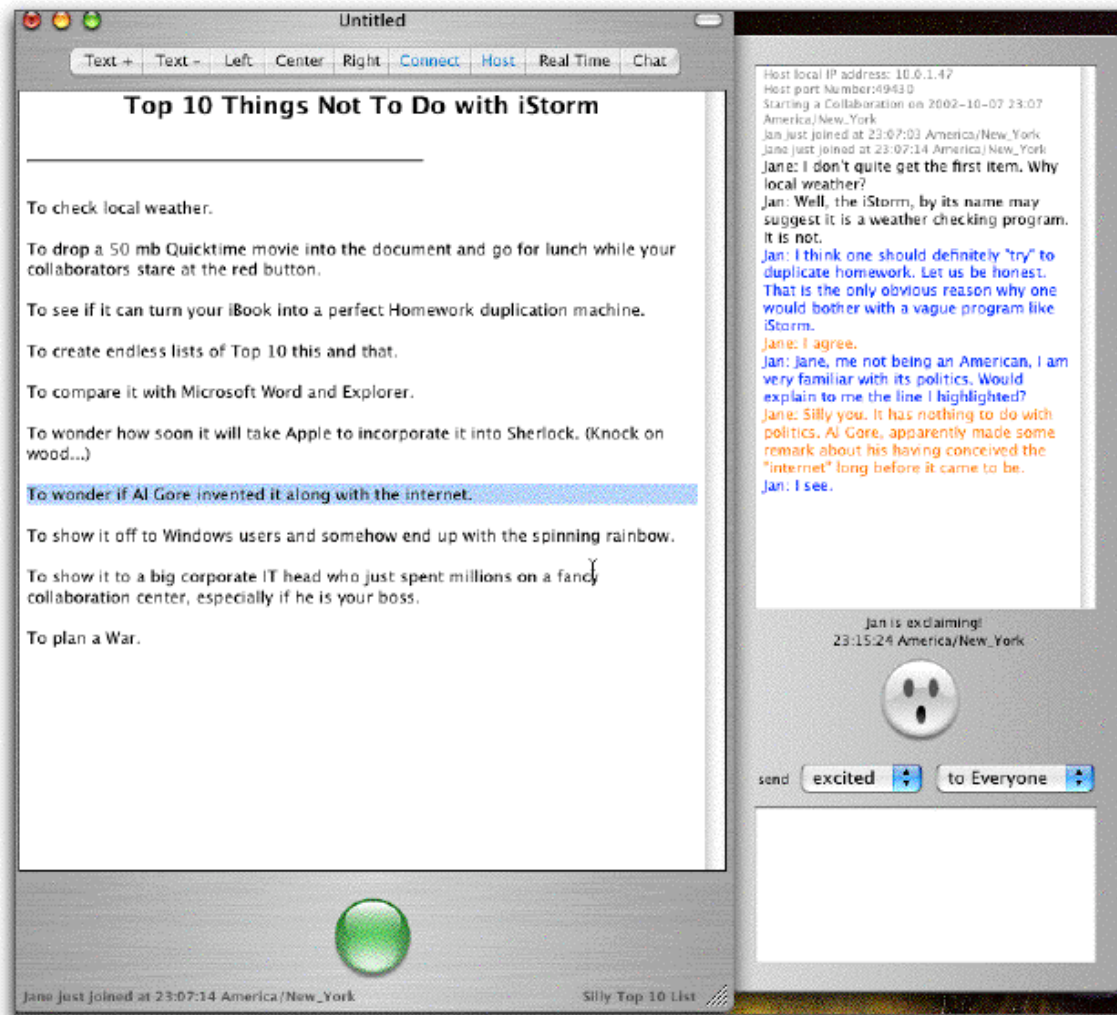 Untitled
Text + Text - Left Center Right Connect Host Real Time Chat
Top 10 Things Not To Do with iStorm
To check local weather.
To drop a 50 mb Quicktime movie into the document and go for lunch while your
collaborators stare at the red button.
To see if it can turn your iBook into a perfect Homework duplication machine.
To create endless lists of Top 10 this and that.
To compare it with Microsoft Word and Explorer.
To wonder how soon it will take Apple to incorporate it into Sherlock. (Knock on
wood...)
To wonder if Al Gore invented it along with the internet.
To show it off to Windows users and somehow end up with the spinning rainbow.
To show it to a big corporate IT head who just spent millions on a fancy
collaboration center, especially if he is your boss.
To plan a War.
Jane just joined at 23:07:14 America/New_York
Silly Top 10 List
Host local IP address: 10.0.1.47
Host port Number:49430
Starting a Collaboration on 2002-10-07 23:07
America/New_York
Jan just joined at 23:07:03 America/New_York
Jane just joined at 23:07:14 America/New_York
Jane: I don't quite get the first item. Why
local weather?
Jan: Well, the iStorm, by its name may
suggest it is a weather checking program.
It is not.
Jan: I think one should definitely "try" to
duplicate homework. Let us be honest.
That is the only obvious reason why one
would bother with a vague program like
iStorm.
Jane: I agree.
Jan: Jane, me not being an American, I am
very familiar with its politics. Would
explain to me the line I highlighted?
Jane: Silly you. It has nothing to do with
politics. Al Gore, apparently made some
remark about his having conceived the
"internet" long before it came to be.
Jan: I see.
Jan is exclaiming!
23:15:24 America/New_York
send excited to Everyone